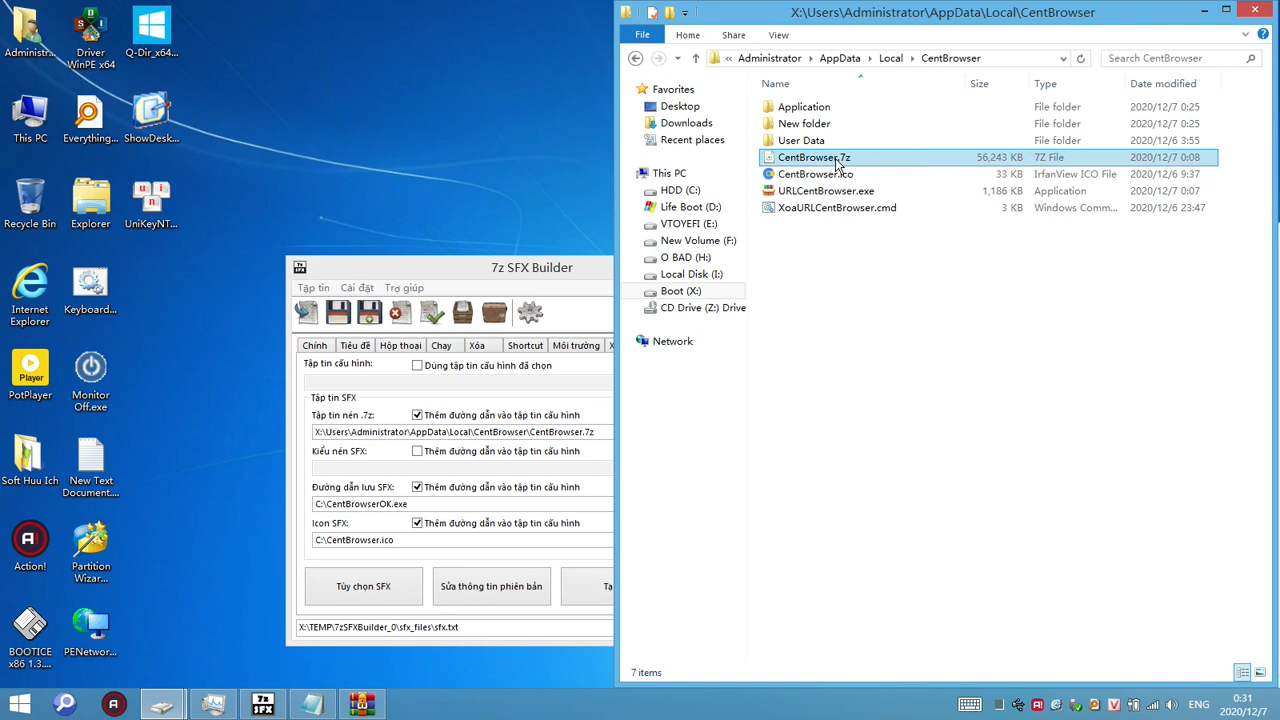 Administr...
Driver
WinPE x64
Q-Dir_x64...
This PC
Everything...
ShowDesk...
Recycle Bin
Explorer
UniKeyNT...
Internet
Explorer
Keyboard...
PotPlayer
Monitor
Off.exe
Soft Huu Ich
New Text
Document...
Action!
Partition
Wizar...
BOOTICE
x86 1.3....
PENetwor...
7z SFX Builder
Tập tin
Cài đặt
Trợ giúp
Chính
Tiêu đề
Hộp thoại
Chạy
Xóa
Shortcut
Môi trường
Tập tin cấu hình:
Dùng tập tin cấu hình đã chọn
Tập tin SFX
Tập tin nén .7z:
Thêm đường dẫn vào tập tin cấu hình
X:\Users\Administrator\AppData\Local\CentBrowser\CentBrowser.7z
Kiểu nén SFX:
Thêm đường dẫn vào tập tin cấu hình
Đường dẫn lưu SFX:
Thêm đường dẫn vào tập tin cấu hình
C:\CentBrowserOK.exe
Icon SFX:
Thêm đường dẫn vào tập tin cấu hình
C:\CentBrowser.ico
Tùy chọn SFX
Sửa thông tin phiên bản
X:\TEMP\7zSFXBuilder_0\sfx_files\sfx.txt
X:\Users\Administrator\AppData\Local\CentBrowser
File
Home
Share
View
Administrator
AppData
Local
CentBrowser
Search CentBrowser
Favorites
Desktop
Downloads
Recent places
This PC
HDD (C:)
Life Boot (D:)
VTOYEFI (E:)
New Volume (F:)
O BAD (H:)
Local Disk (I:)
Boot (X:)
CD Drive (Z:) Drive
Network
Name
Size
Type
Date modified
Application
File folder
2020/12/7 0:25
New folder
File folder
2020/12/7 0:25
User Data
File folder
2020/12/6 3:55
CentBrowser.7z
56,243 KB
7Z File
2020/12/7 0:08
CentBrowser.ico
33 KB
IrfanView ICO File
2020/12/6 9:37
URLCentBrowser.exe
1,186 KB
Application
2020/12/7 0:07
XoaURLCentBrowser.cmd
3 KB
Windows Comm...
2020/12/6 23:47
7 items
ENG
0:31
2020/12/7